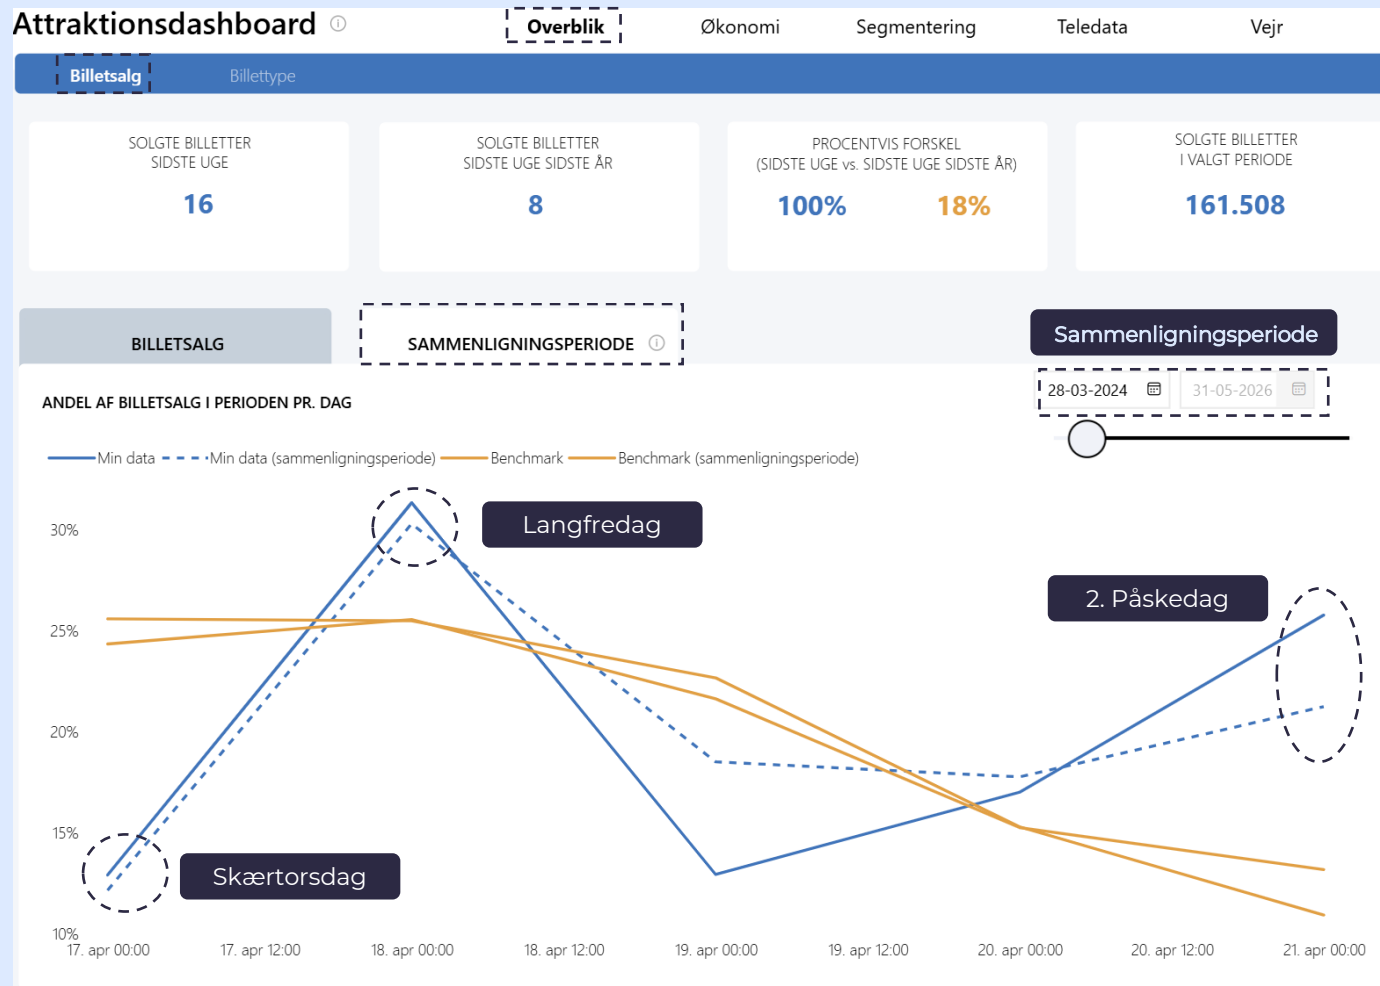 Attraktionsdashboard
Overblik
Økonomi
Segmentering
Teledata
Vejr
Billetsalg
Billettype
SOLGTE BILLETTER
SIDSTE UGE
16
SOLGTE BILLETTER
SIDSTE UGE SIDSTE ÅR
8
PROCENTVIS FORSKEL
(SIDSTE UGE vs. SIDSTE UGE SIDSTE ÅR)
100% 18%
SOLGTE BILLETTER
I VALGT PERIODE
161.508
BILLETSALG
SAMMENLIGNINGSPERIODE
Sammenligningsperiode
28-03-2024
31-05-2026
ANDEL AF BILLETSALG I PERIODEN PR. DAG
Min data
Min data (sammenligningsperiode)
Benchmark
Benchmark (sammenligningsperiode)
30%
25%
20%
15%
10%
Langfredag
2. Påskedag
Skærtorsdag
17. apr 00:00
17. apr 12:00
18. apr 00:00
18. apr 12:00
19. apr 00:00
19. apr 12:00
20. apr 00:00
20. apr 12:00
21. apr 00:00